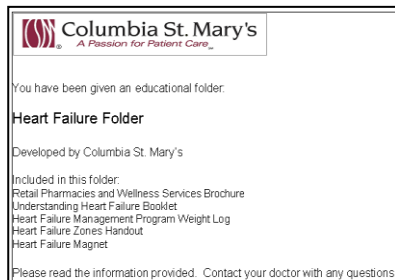 Columbia St. Mary's
A Passion for Patient Care
You have been given an educational folder:
Heart Failure Folder
Developed by Columbia St. Mary's
Included in this folder:
Retail Pharmacies and Wellness Services Brochure
Understanding Heart Failure Booklet
Heart Failure Management Program Weight Log
Heart Failure Zones Handout
Heart Failure Magnet
Please read the information provided. Contact your doctor with any questions